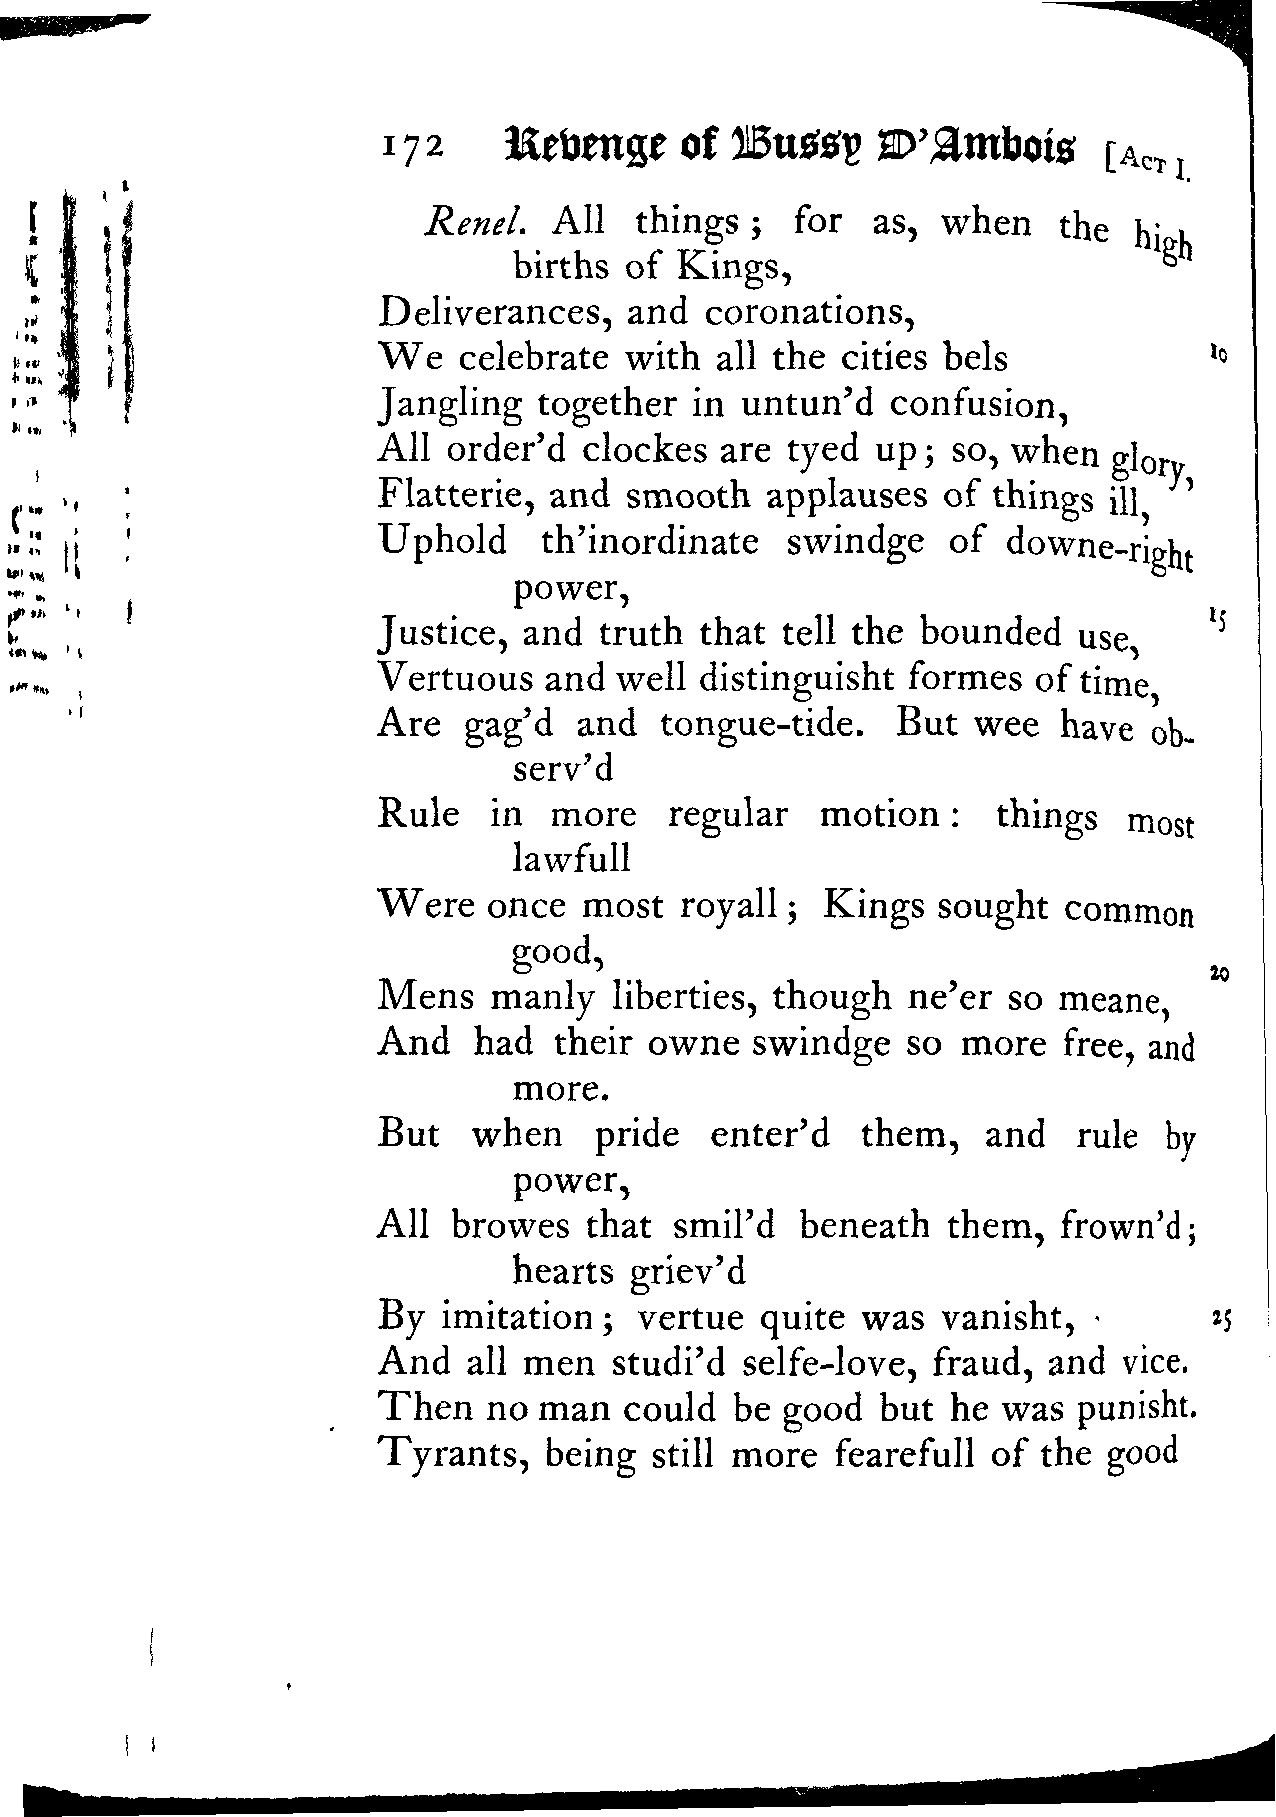 172 Revenge of Bussy D'Ambois [ACT I.
Renel. All things; for as, when the high
births of Kings,
Deliverances, and coronations,
We celebrate with all the cities bels 10
Jangling together in untun'd confusion,
All order'd clockes are tyed up; so, when glory,
Flatterie, and smooth applauses of things ill,
Uphold th'inordinate swindge of downe-right
power,
Justice, and truth that tell the bounded use, 15
Vertuous and well distinguisht formes of time,
Are gag'd and tongue-tide. But wee have ob-
serv'd
Rule in more regular motion: things most
lawfull
Were once most royall; Kings sought common
good,
Mens manly liberties, though ne'er so meane, 20
And had their owne swindge so more free, and
more.
But when pride enter'd them, and rule by
power,
All browes that smil'd beneath them, frown'd;
hearts griev'd
By imitation; vertue quite was vanisht, 25
And all men studi'd selfe-love, fraud, and vice.
Then no man could be good but he was punisht.
Tyrants, being still more fearefull of the good